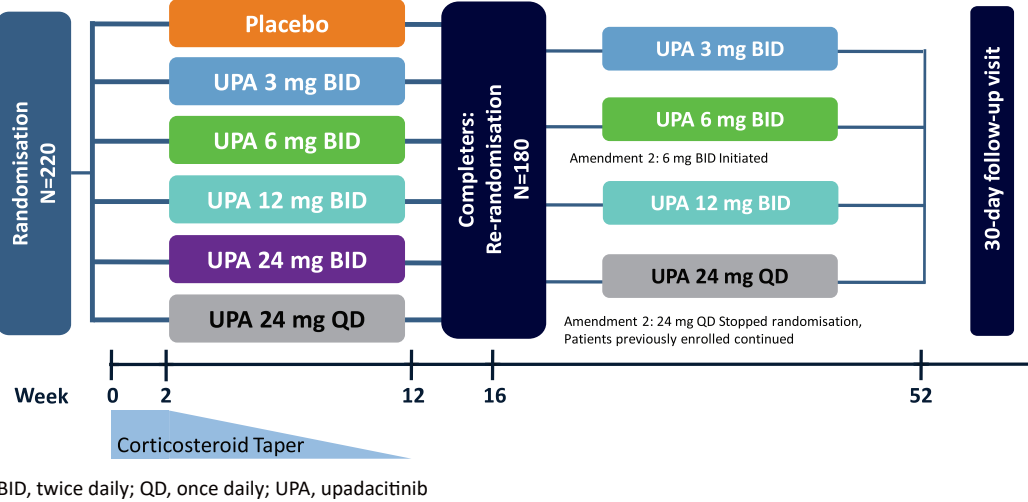 Randomisation
N=220
Placebo
UPA 3 mg BID
UPA 6 mg BID
UPA 12 mg BID
UPA 24 mg BID
UPA 24 mg QD
Completers:
Re-randomisation
N=180
UPA 3 mg BID
UPA 6 mg BID
Amendment 2: 6 mg BID Initiated
UPA 12 mg BID
UPA 24 mg QD
Amendment 2: 24 mg QD Stopped randomisation,
Patients previously enrolled continued
30-day follow-up visit
Week 0 2 12 16 52
Corticosteroid Taper
BID, twice daily; QD, once daily; UPA, upadacitinib